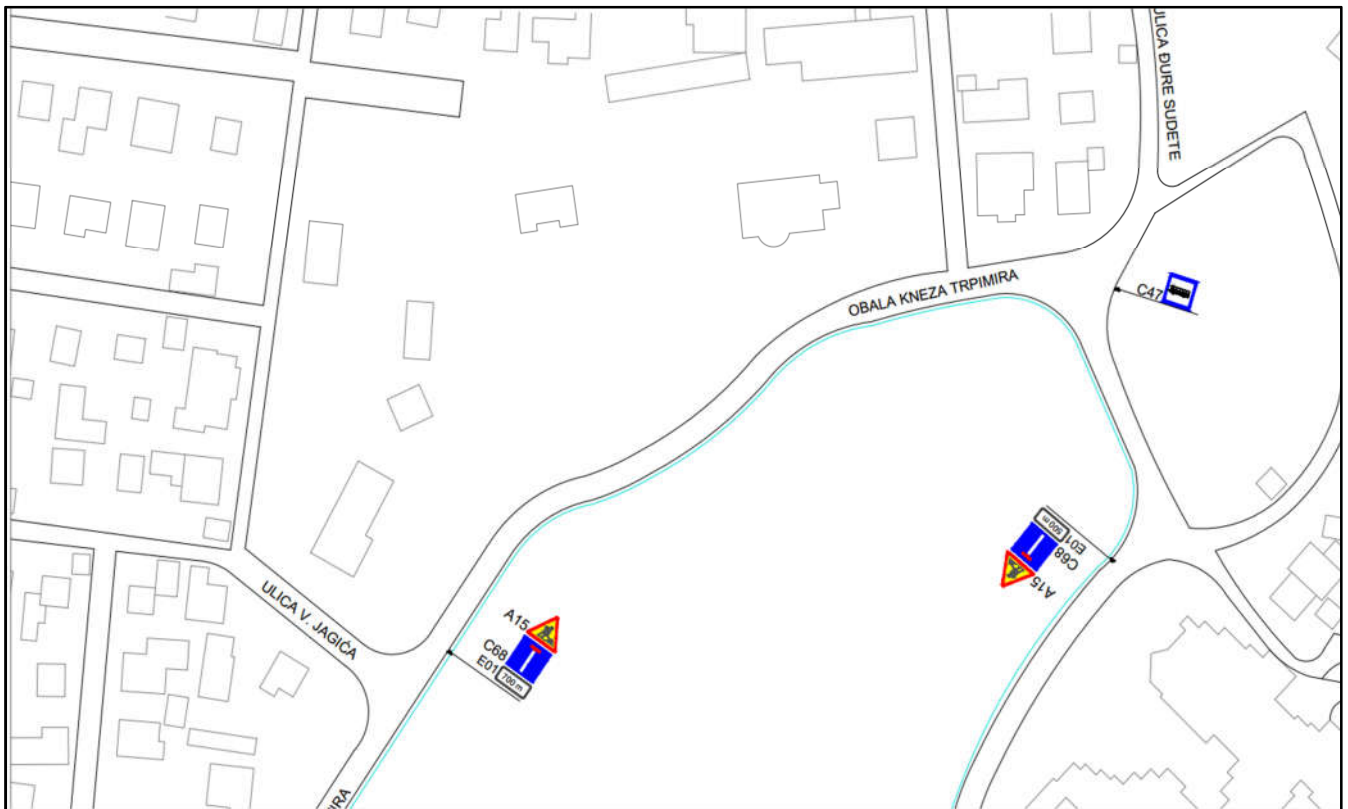 ULICA ĐURE SUDETE
OBALA KNEZA TRPIMIRA
C47
E01
500 m
C68
A15
ULICA V. JAGIĆA
A15
C68
E01
700 m